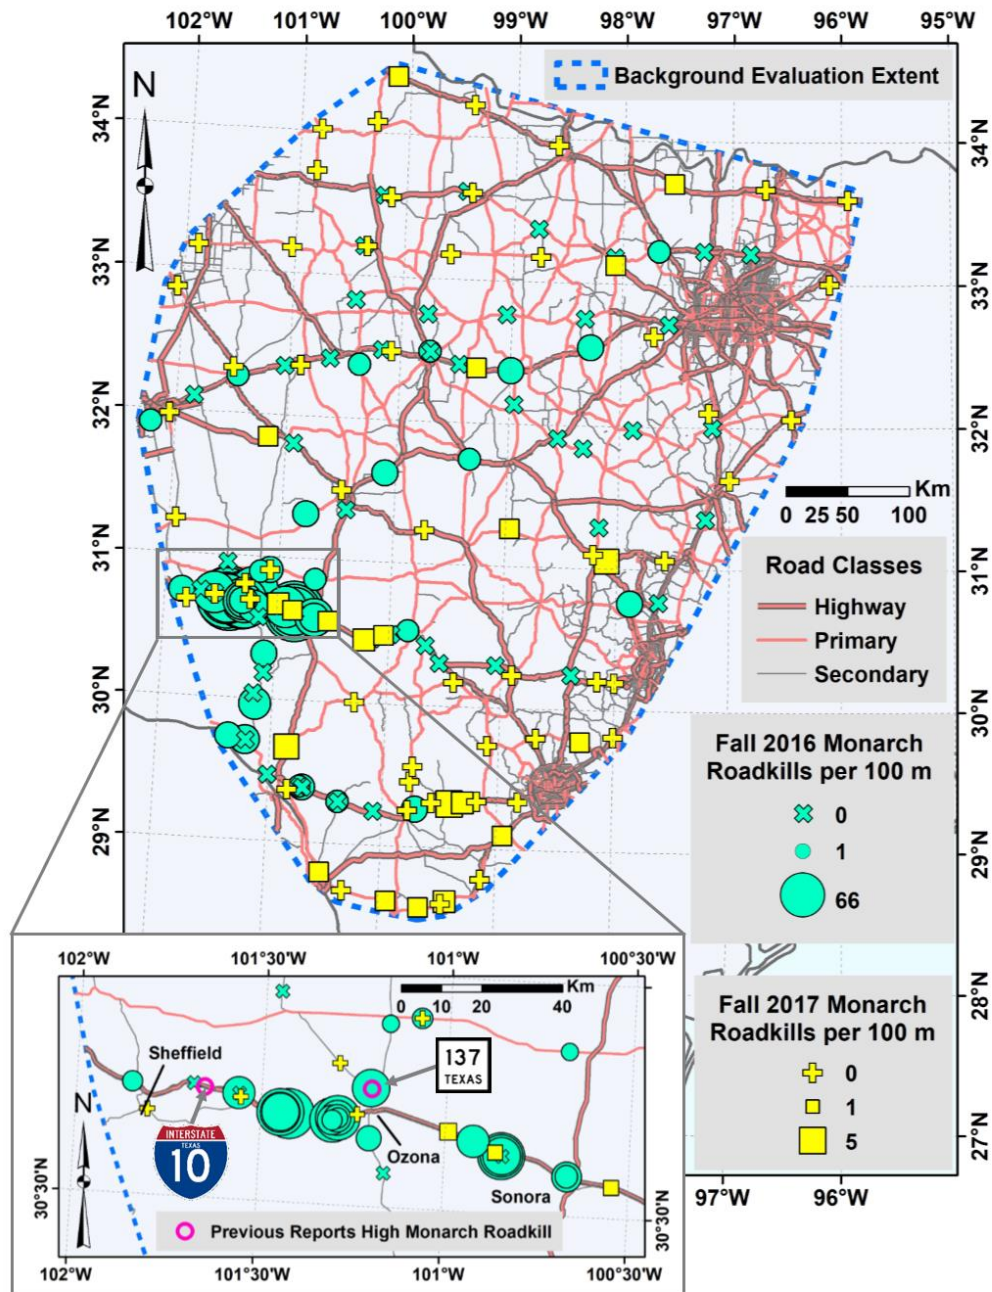 102°W 101°W 100°W 99°W 98°W 97°W 96°W 95°W
Background Evaluation Extent
N
34°N
34°N
33°N
33°N
32°N
32°N
Km
0 25 50 100
31°N
31°N
Road Classes
Highway
Primary
Secondary
30°N
30°N
Fall 2016 Monarch
Roadkills per 100 m
0
1
66
29°N
29°N
28°N
Fall 2017 Monarch
Roadkills per 100 m
0
1
5
27°N
97°W 96°W
102°W 101°30'W 101°W 100°30'W
Km
0 10 20 40
Sheffield
137
TEXAS
N
INTERSTATE
TEXAS
10
Ozona
Sonora
30°30'N
30°30'N
Previous Reports High Monarch Roadkill
102°W 101°30'W 101°W 100°30'W